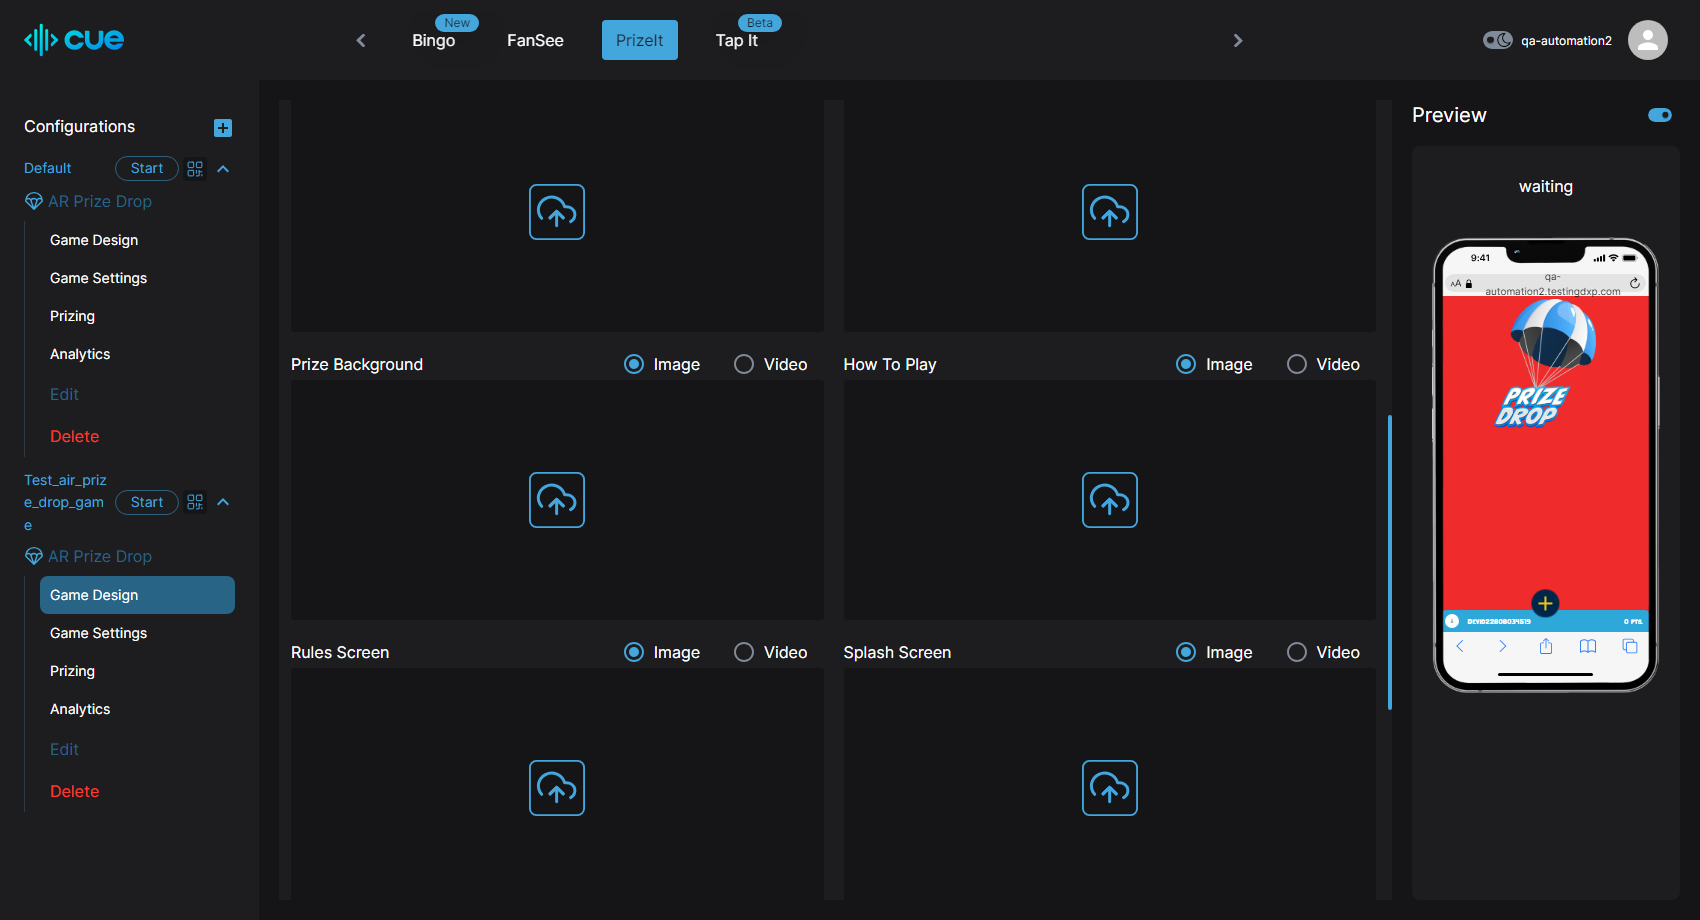 cue
New
Bingo
FanSee
PrizeIt
Beta
Tap It
qa-automation2
Configurations
Default
Start
AR Prize Drop
Game Design
Game Settings
Prizing
Analytics
Edit
Delete
Test_air_priz
e_drop_gam
e
Start
AR Prize Drop
Game Design
Game Settings
Prizing
Analytics
Edit
Delete
Prize Background
Image
Video
How To Play
Image
Video
Rules Screen
Image
Video
Splash Screen
Image
Video
Preview
waiting
9:41
AA
qa-
automation2.testingdxp.com
PRIZE
DROP
0 PTS.